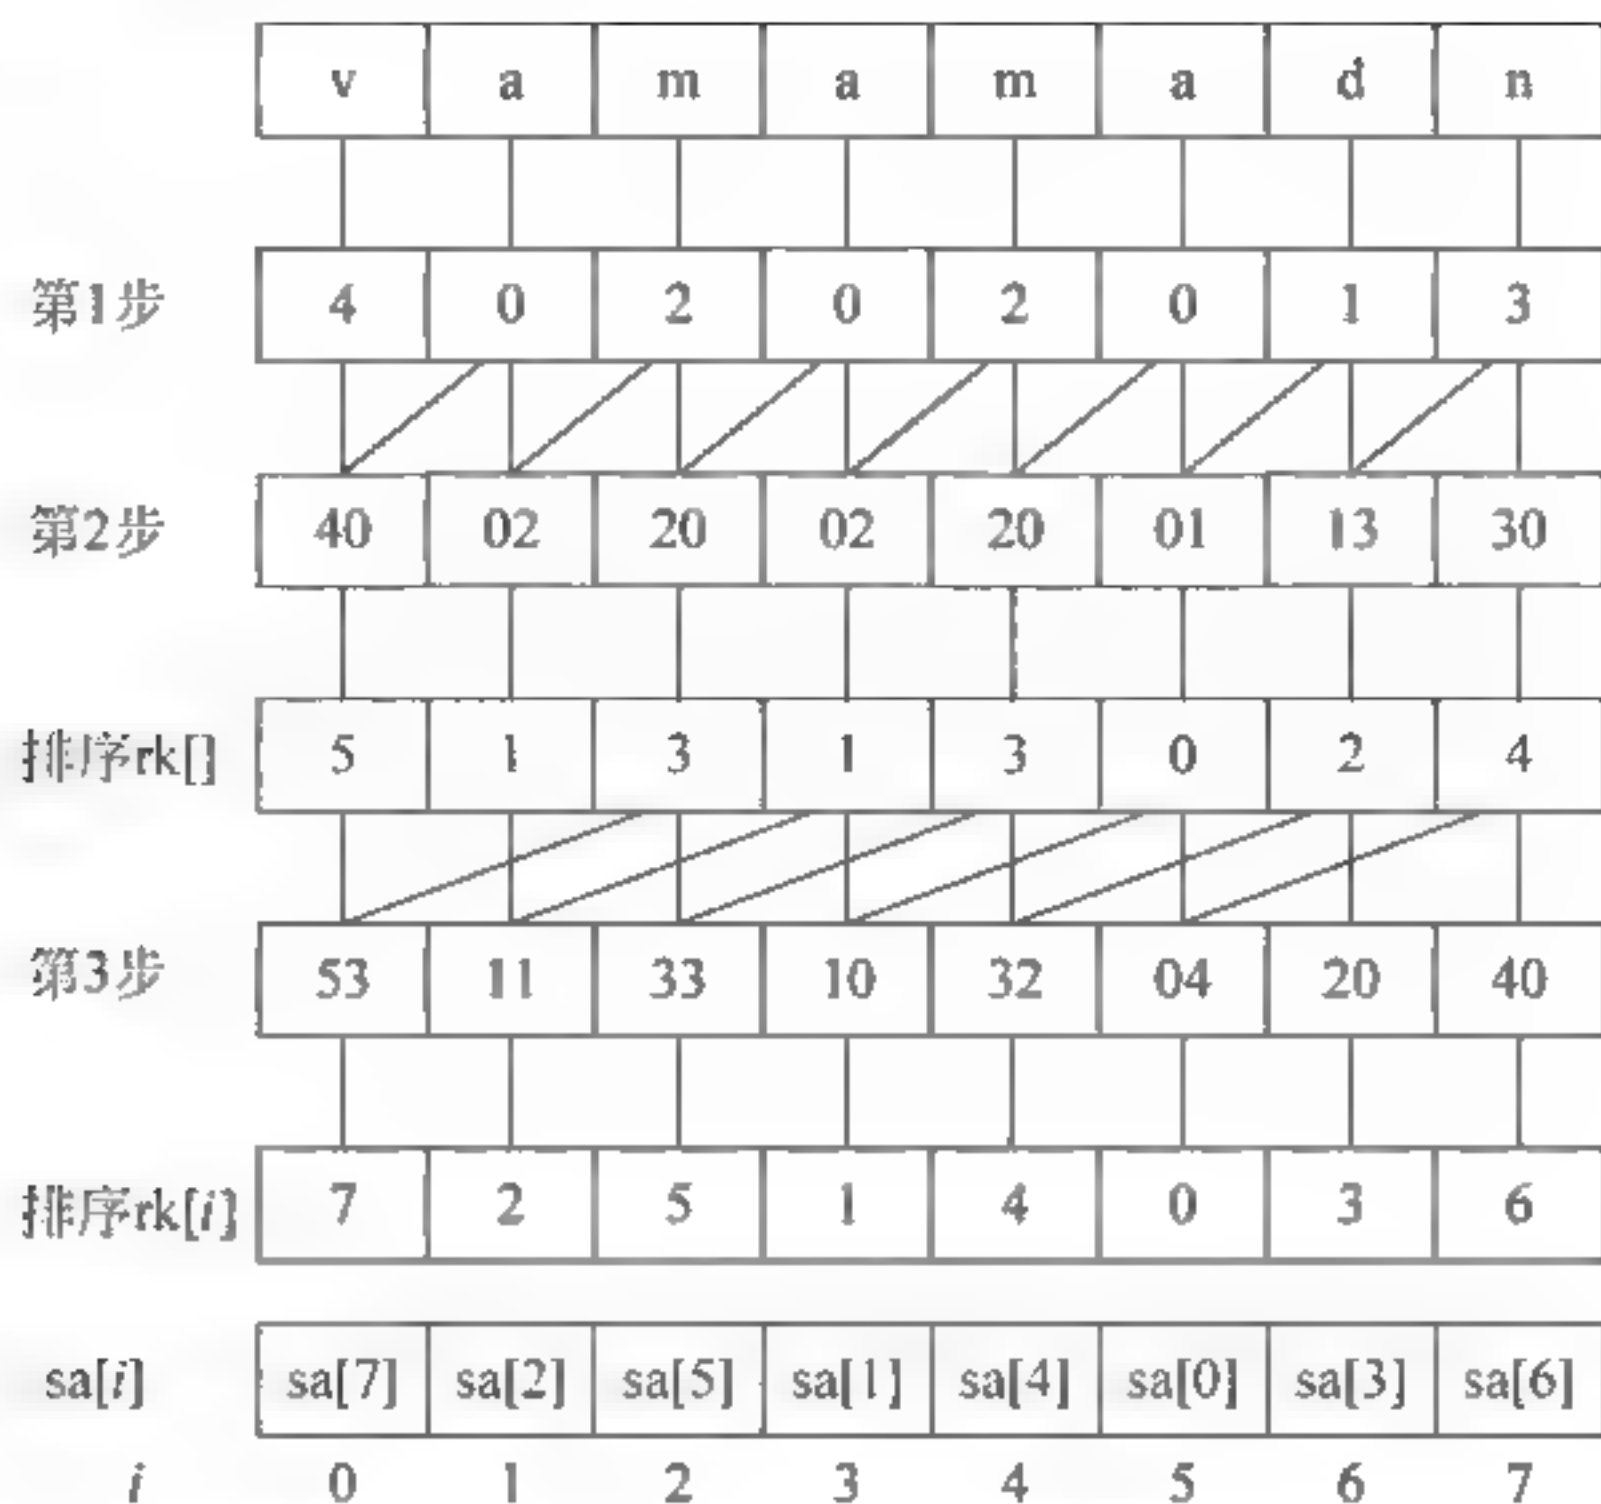 v a m a m a d n
第1步 4 0 2 0 2 0 1 3
第2步 40 02 20 02 20 01 13 30
排序rk[] 5 1 3 1 3 0 2 4
第3步 53 11 33 10 32 04 20 40
排序rk[i] 7 2 5 1 4 0 3 6
sa[i] sa[7] sa[2] sa[5] sa[1] sa[4] sa[0] sa[3] sa[6]
i 0 1 2 3 4 5 6 7